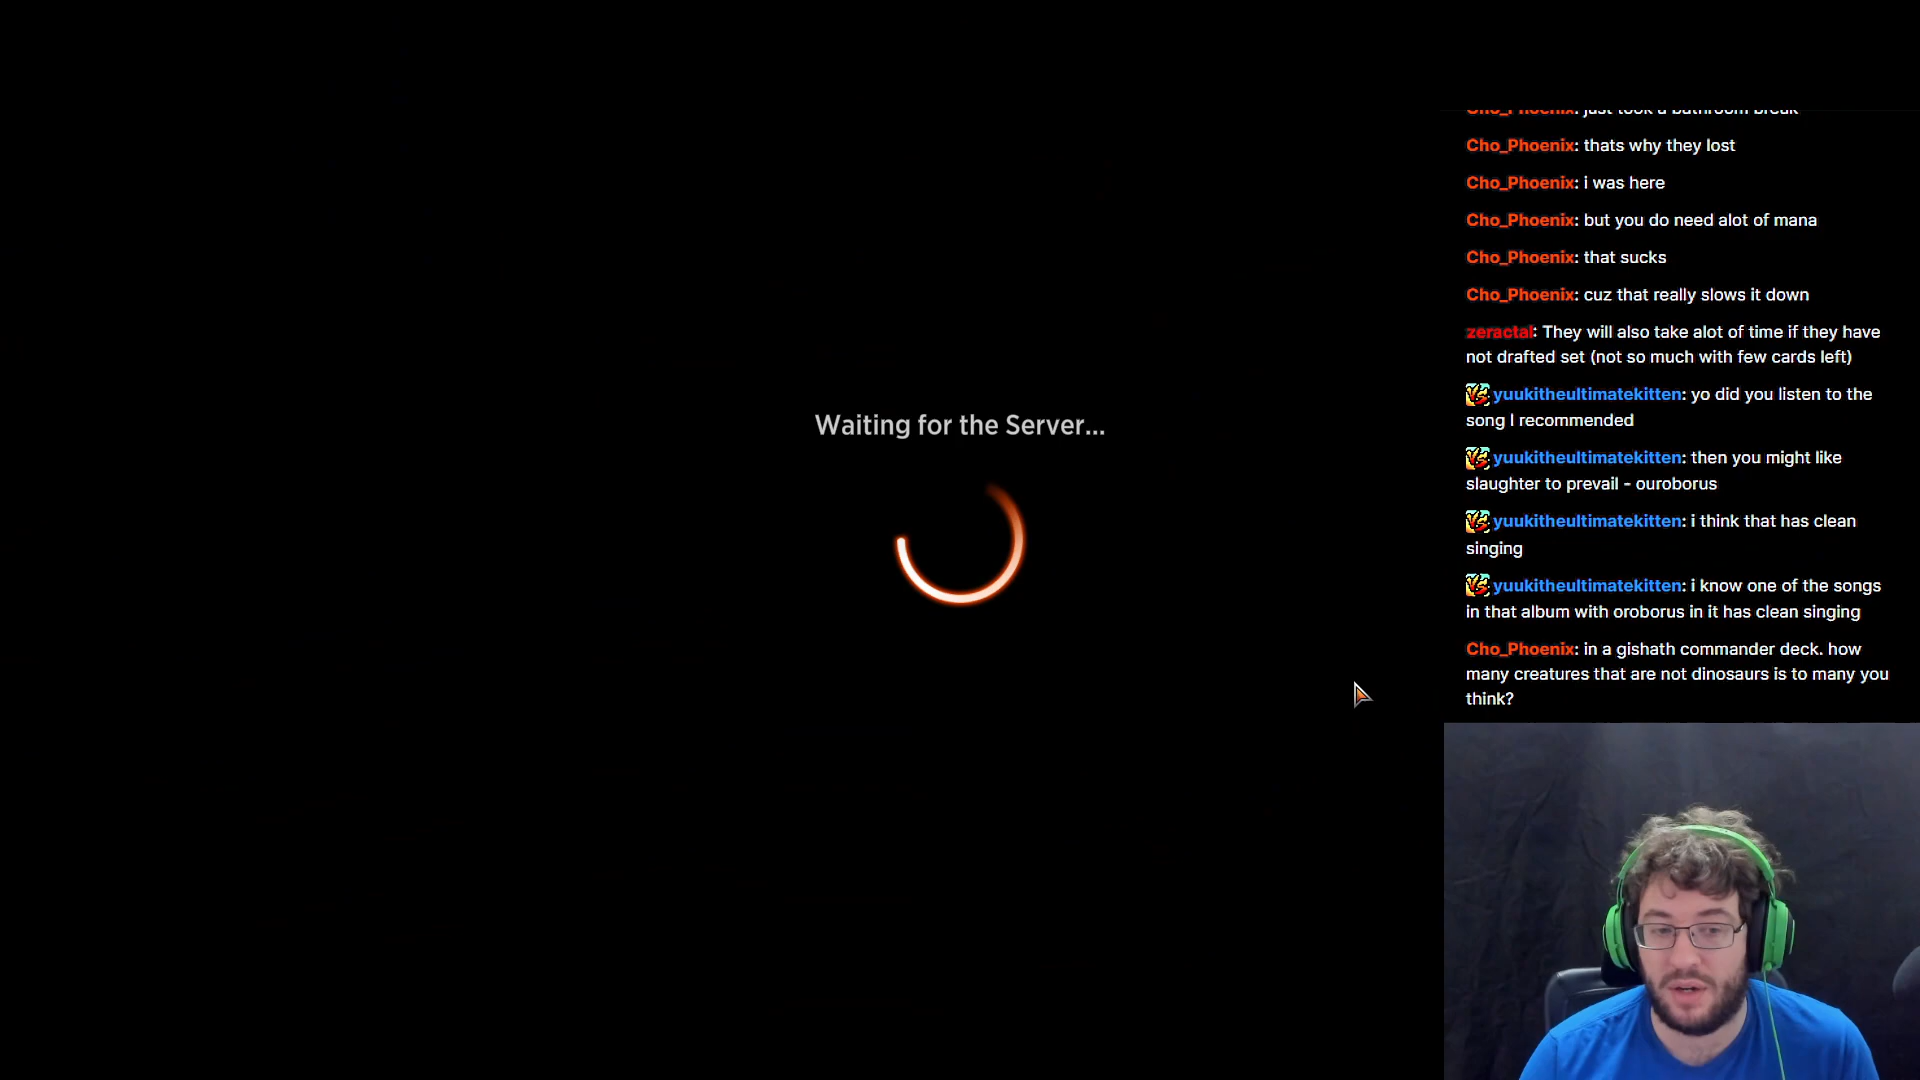 Waiting for the Server...
Cho_Phoenix: just took a bathroom break
Cho_Phoenix: thats why they lost
Cho_Phoenix: i was here
Cho_Phoenix: but you do need alot of mana
Cho_Phoenix: that sucks
Cho_Phoenix: cuz that really slows it down
zeractal: They will also take alot of time if they have
not drafted set (not so much with few cards left)
yuukitheultimatekitten: yo did you listen to the
song I recommended
yuukitheultimatekitten: then you might like
slaughter to prevail - ouroborus
yuukitheultimatekitten: i think that has clean
singing
yuukitheultimatekitten: i know one of the songs
in that album with oroborus in it has clean singing
Cho_Phoenix: in a gishath commander deck. how
many creatures that are not dinosaurs is to many you
think?